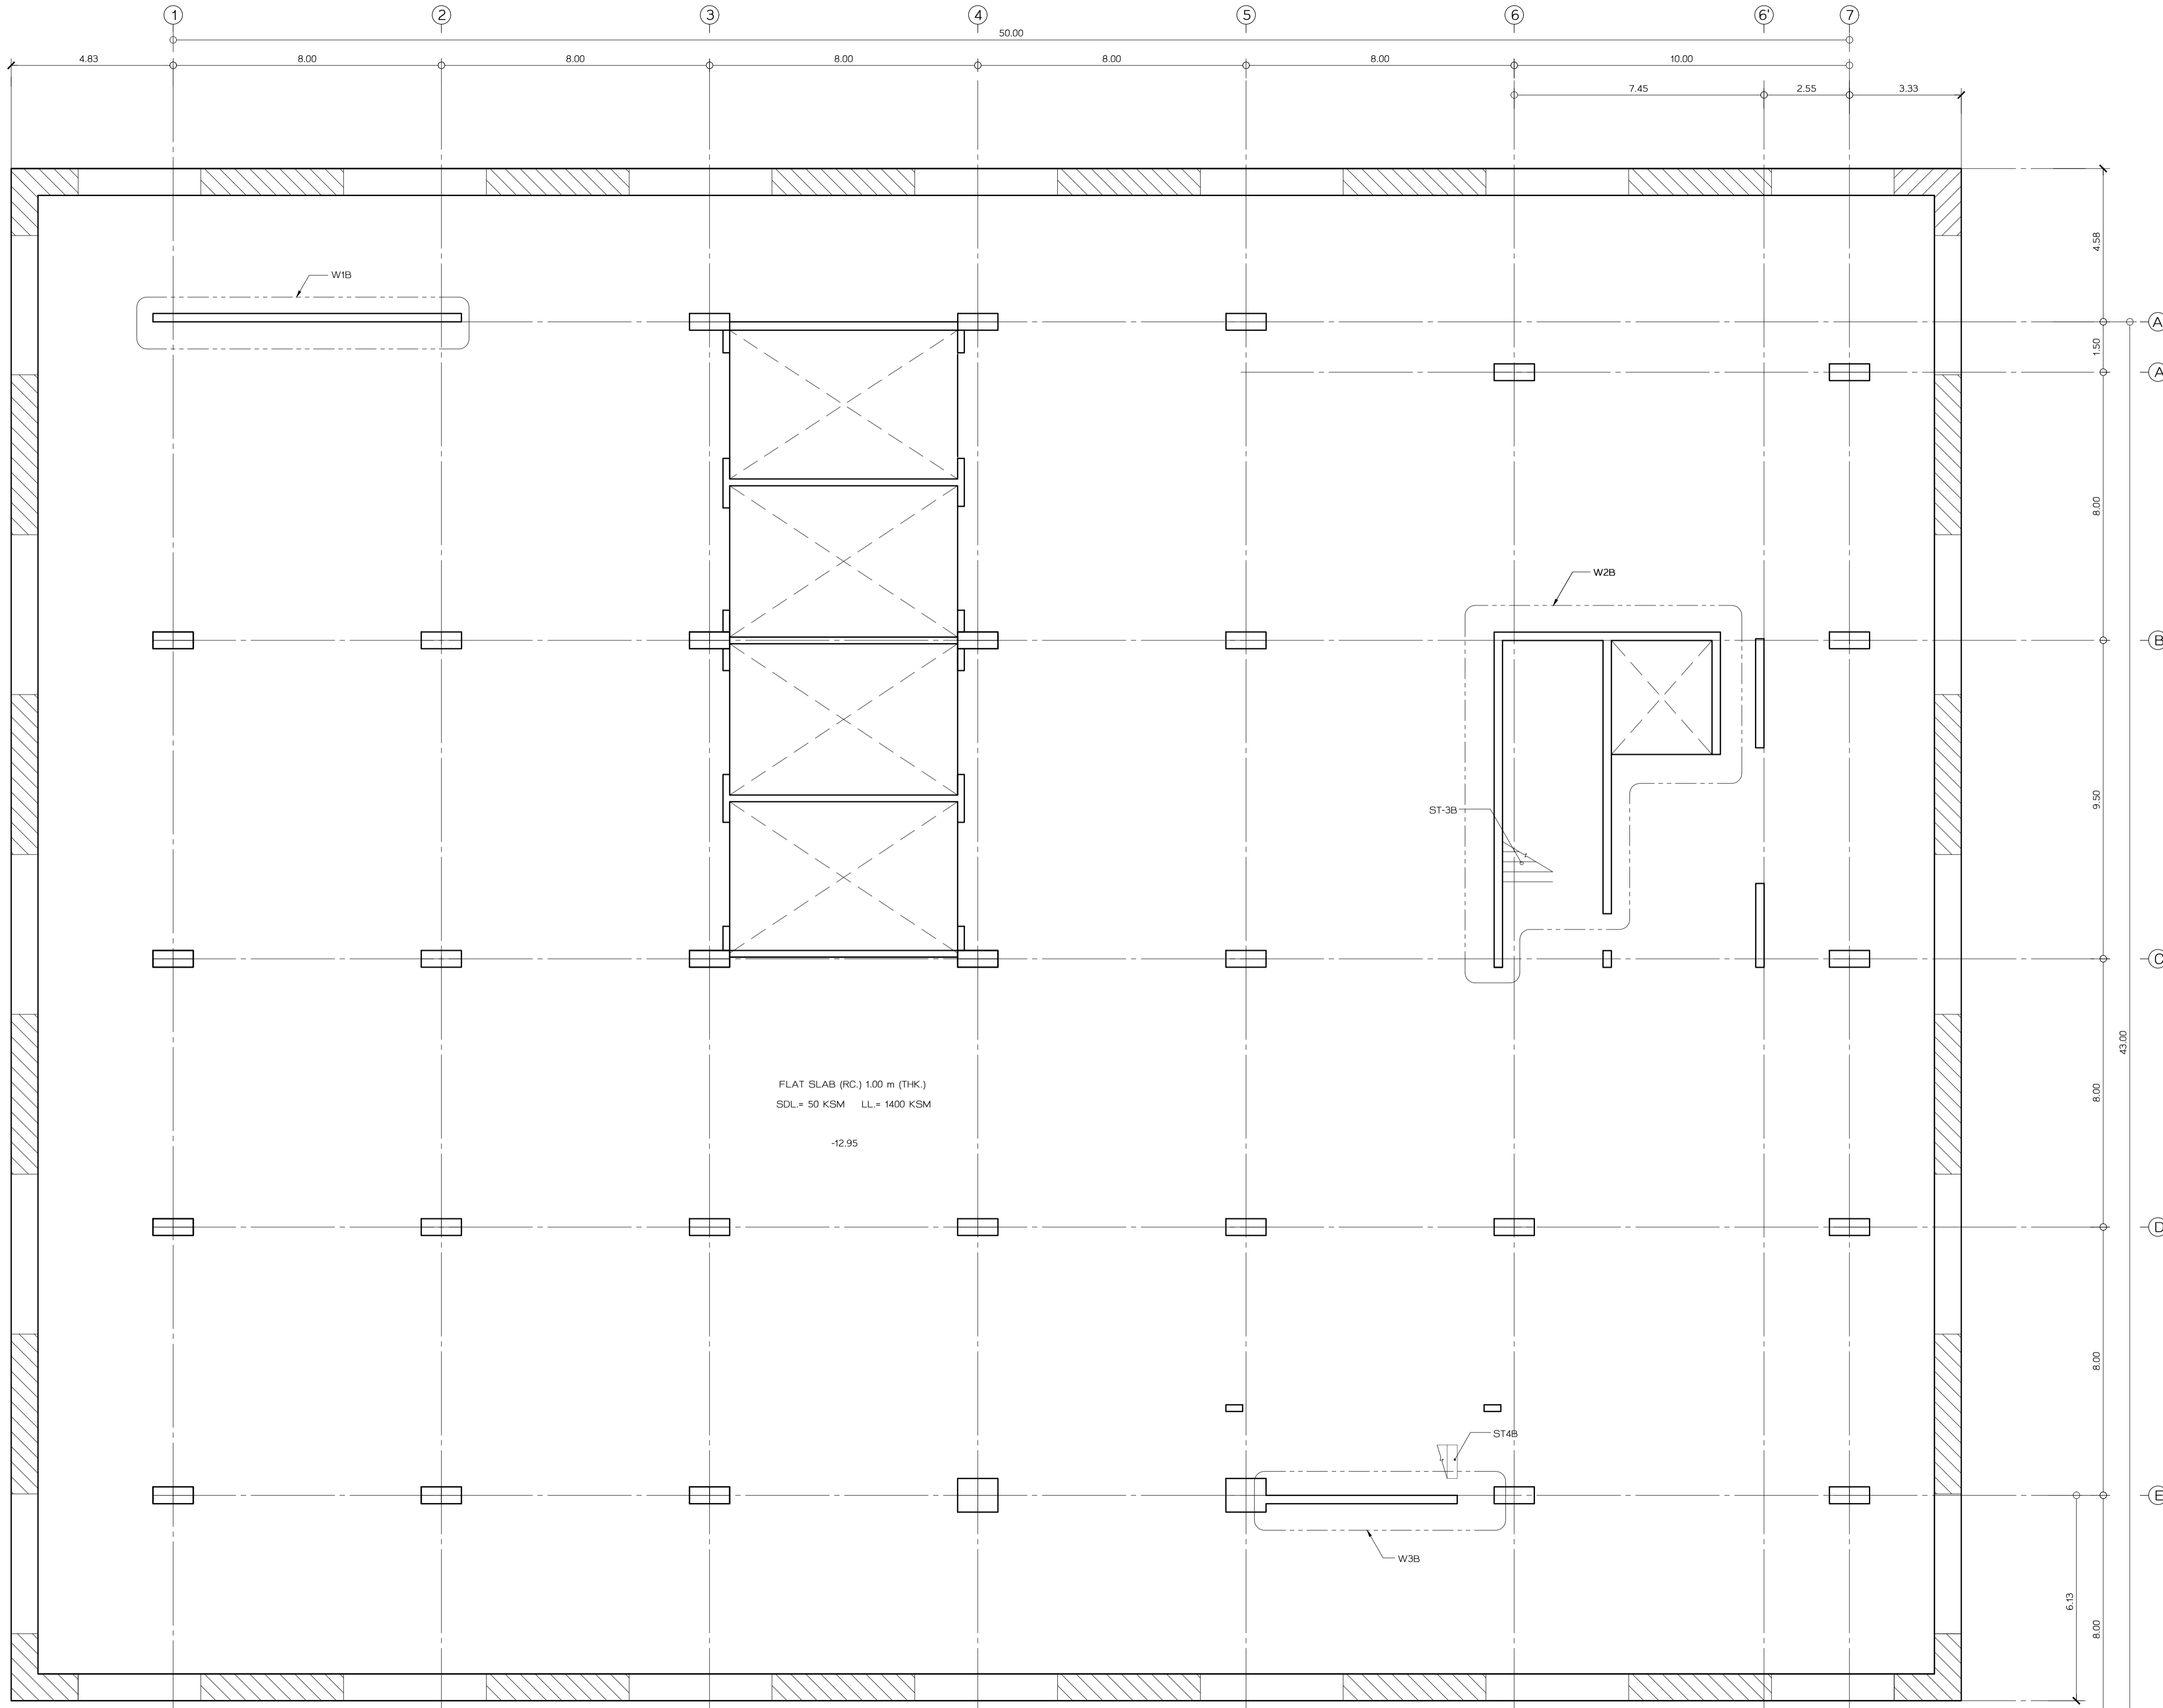 1 2 3 4 5 6 6' 7
50.00
4.83 8.00 8.00 8.00 8.00 8.00 10.00
7.45 2.55 3.33
4.58
W1B
A
1.50
A
8.00
W2B
B
9.50
ST-3B
C
43.00
FLAT SLAB (RC.) 1.00 m (THK.)
8.00
SDL.= 50 KSM LL.= 1400 KSM
-12.95
D
8.00
ST4B
E
W3B
6.13
8.00